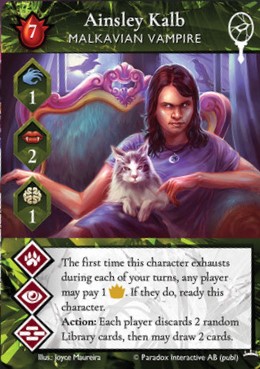 Ainsley Kalb
7
MALKAVIAN VAMPIRE
1
2
1
The first time this character exhausts
during each of your turns, any player
may pay 1 . If they do, ready this
character.
Action: Each player discards 2 random
Library cards, then may draw 2 cards.
Illus.: Joyce Maureira
© Paradox Interactive AB (publ)